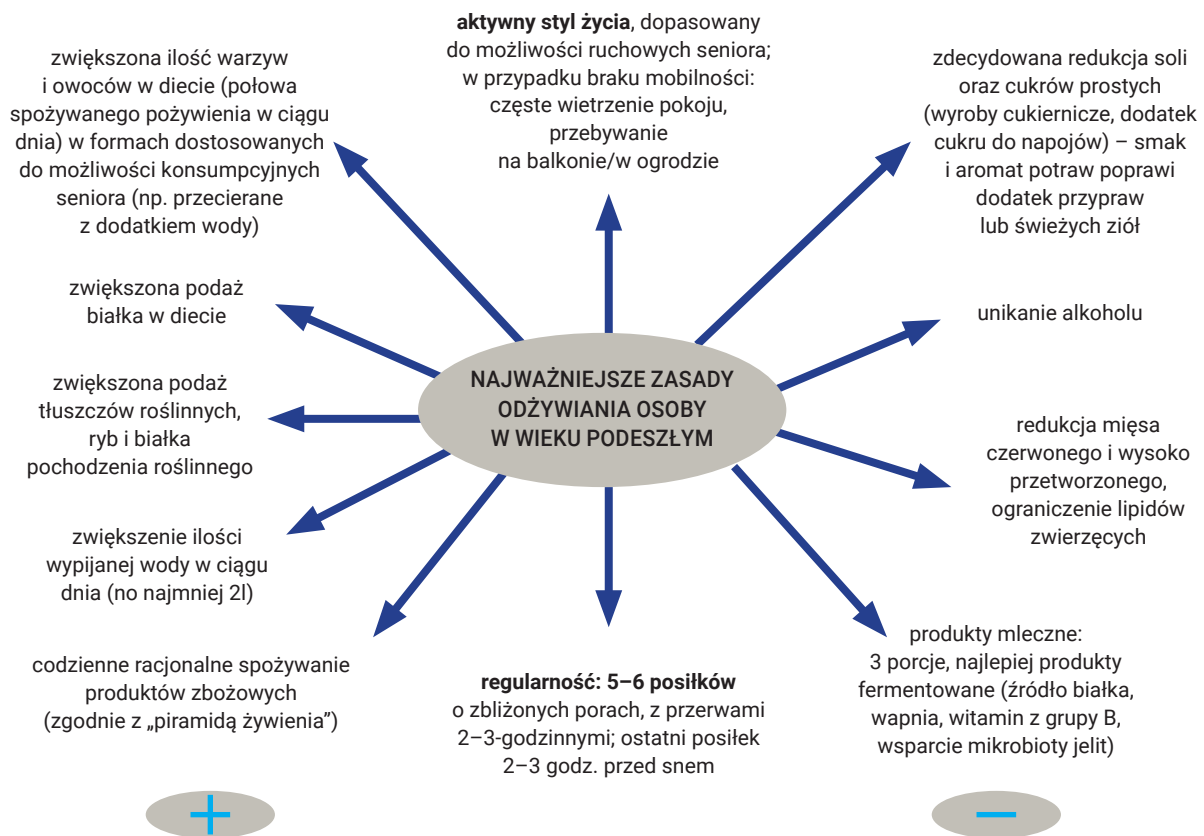 zwiększona ilość warzyw
i owoców w diecie (połowa
spożywanego pożywienia w ciągu
dnia) w formach dostosowanych
do możliwości konsumpcyjnych
seniora (np. przecierane
z dodatkiem wody)
aktywny styl życia, dopasowany
do możliwości ruchowych seniora;
w przypadku braku mobilności:
częste wietrzenie pokoju,
przebywanie
na balkonie/w ogrodzie
zdecydowana redukcja soli
oraz cukrów prostych
(wyroby cukiernicze, dodatek
cukru do napojów) – smak
i aromat potraw poprawi
dodatek przypraw
lub świeżych ziół
zwiększona podaż
białka w diecie
unikanie alkoholu
NAJWAŻNIEJSZE ZASADY
ODŻYWIANIA OSOBY
W WIEKU PODESZŁYM
zwiększona podaż
tłuszczów roślinnych,
ryb i białka
pochodzenia roślinnego
redukcja mięsa
czerwonego i wysoko
przetworzonego,
ograniczenie lipidów
zwierzęcych
zwiększenie ilości
wypijanej wody w ciągu
dnia (no najmniej 2l)
codzienne racjonalne spożywanie
produktów zbożowych
(zgodnie z „piramidą żywienia”)
regularność: 5–6 posiłków
o zbliżonych porach, z przerwami
2–3-godzinnymi; ostatni posiłek
2–3 godz. przed snem
produkty mleczne:
3 porcje, najlepiej produkty
fermentowane (źródło białka,
wapnia, witamin z grupy B,
wsparcie mikrobioty jelit)
+
–